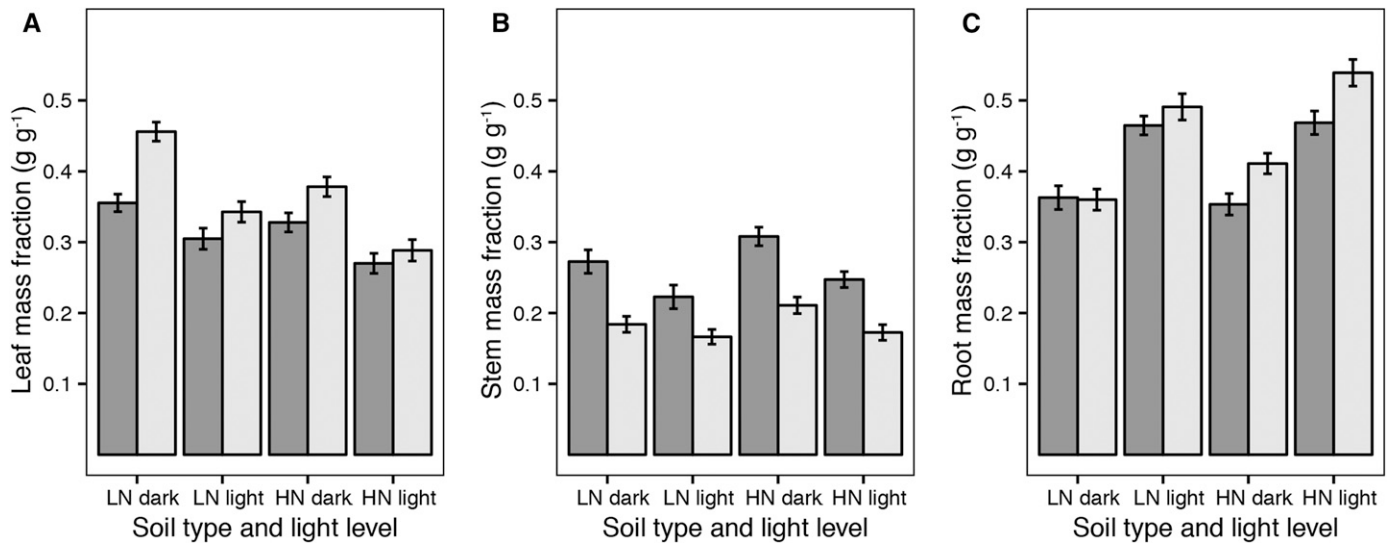 A
Leaf mass fraction (g g⁻¹)
0.5
0.4
0.3
0.2
0.1
LN dark LN light HN dark HN light
Soil type and light level
B
Stem mass fraction (g g⁻¹)
0.5
0.4
0.3
0.2
0.1
LN dark LN light HN dark HN light
Soil type and light level
C
Root mass fraction (g g⁻¹)
0.5
0.4
0.3
0.2
0.1
LN dark LN light HN dark HN light
Soil type and light level